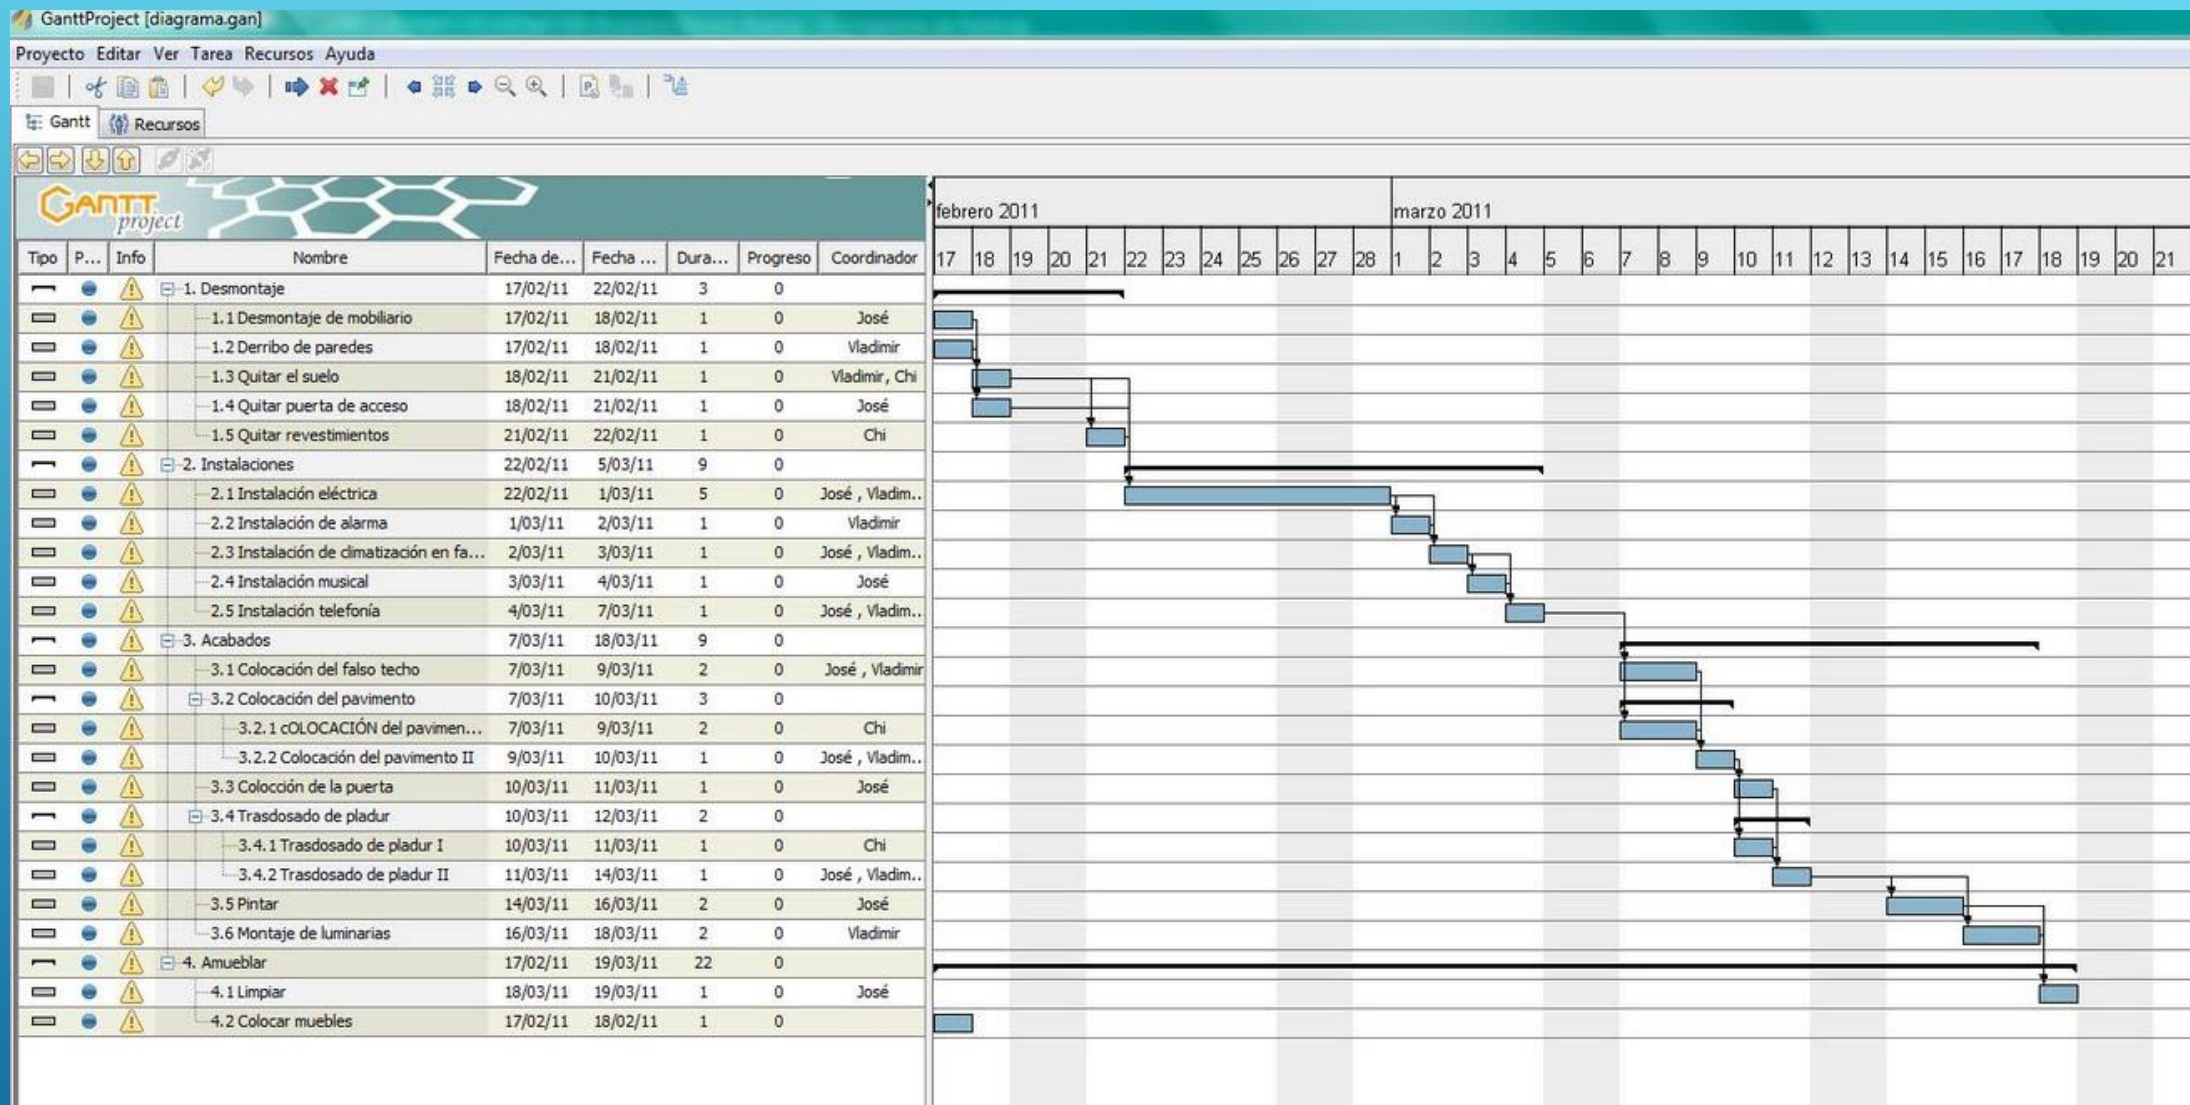 GanttProject [diagrama.gan]
Proyecto Editar Ver Tarea Recursos Ayuda
Gantt Recursos
GANTT project
febrero 2011 marzo 2011
Tipo P... Info Nombre Fecha de... Fecha ... Dura... Progreso Coordinador 17 18 19 20 21 22 23 24 25 26 27 28 1 2 3 4 5 6 7 8 9 10 11 12 13 14 15 16 17 18 19 20 21
1. Desmontaje 17/02/11 22/02/11 3 0
1.1 Desmontaje de mobiliario 17/02/11 18/02/11 1 0 José
1.2 Derribo de paredes 17/02/11 18/02/11 1 0 Vladimir
1.3 Quitar el suelo 18/02/11 21/02/11 1 0 Vladimir, Chi
1.4 Quitar puerta de acceso 18/02/11 21/02/11 1 0 José
1.5 Quitar revestimientos 21/02/11 22/02/11 1 0 Chi
2. Instalaciones 22/02/11 5/03/11 9 0
2.1 Instalación eléctrica 22/02/11 1/03/11 5 0 José , Vladim..
2.2 Instalación de alarma 1/03/11 2/03/11 1 0 Vladimir
2.3 Instalación de climatización en fa... 2/03/11 3/03/11 1 0 José , Vladim..
2.4 Instalación musical 3/03/11 4/03/11 1 0 José
2.5 Instalación telefonía 4/03/11 7/03/11 1 0 José , Vladim..
3. Acabados 7/03/11 18/03/11 9 0
3.1 Colocación del falso techo 7/03/11 9/03/11 2 0 José , Vladimir
3.2 Colocación del pavimento 7/03/11 10/03/11 3 0
3.2.1 cOLOCACIÓN del pavimen... 7/03/11 9/03/11 2 0 Chi
3.2.2 Colocación del pavimento II 9/03/11 10/03/11 1 0 José , Vladim..
3.3 Colocción de la puerta 10/03/11 11/03/11 1 0 José
3.4 Trasdosado de pladur 10/03/11 12/03/11 2 0
3.4.1 Trasdosado de pladur I 10/03/11 11/03/11 1 0 Chi
3.4.2 Trasdosado de pladur II 11/03/11 14/03/11 1 0 José , Vladim..
3.5 Pintar 14/03/11 16/03/11 2 0 José
3.6 Montaje de luminarias 16/03/11 18/03/11 2 0 Vladimir
4. Amueblar 17/02/11 19/03/11 22 0
4.1 Limpiar 18/03/11 19/03/11 1 0 José
4.2 Colocar muebles 17/02/11 18/02/11 1 0